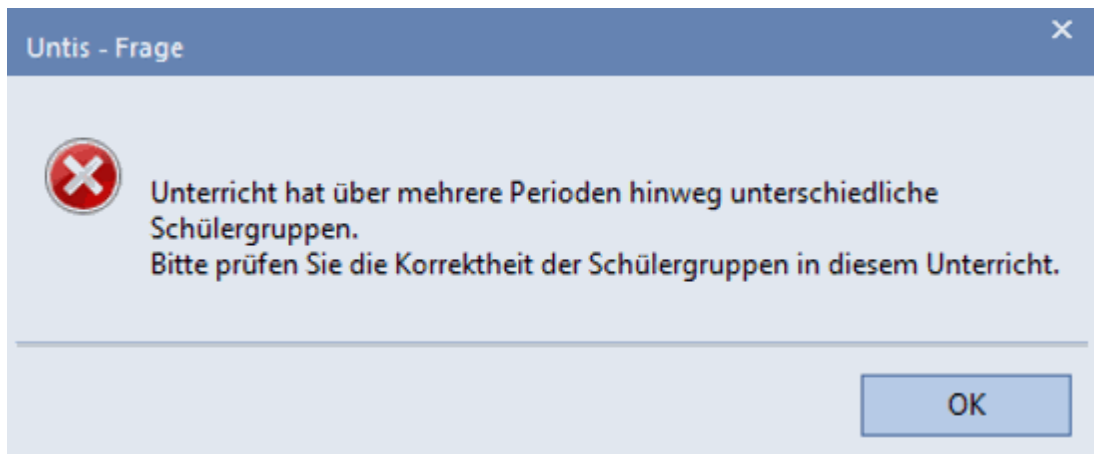 Untis - Frage
Unterricht hat über mehrere Perioden hinweg unterschiedliche
Schülergruppen.
Bitte prüfen Sie die Korrektheit der Schülergruppen in diesem Unterricht.
OK